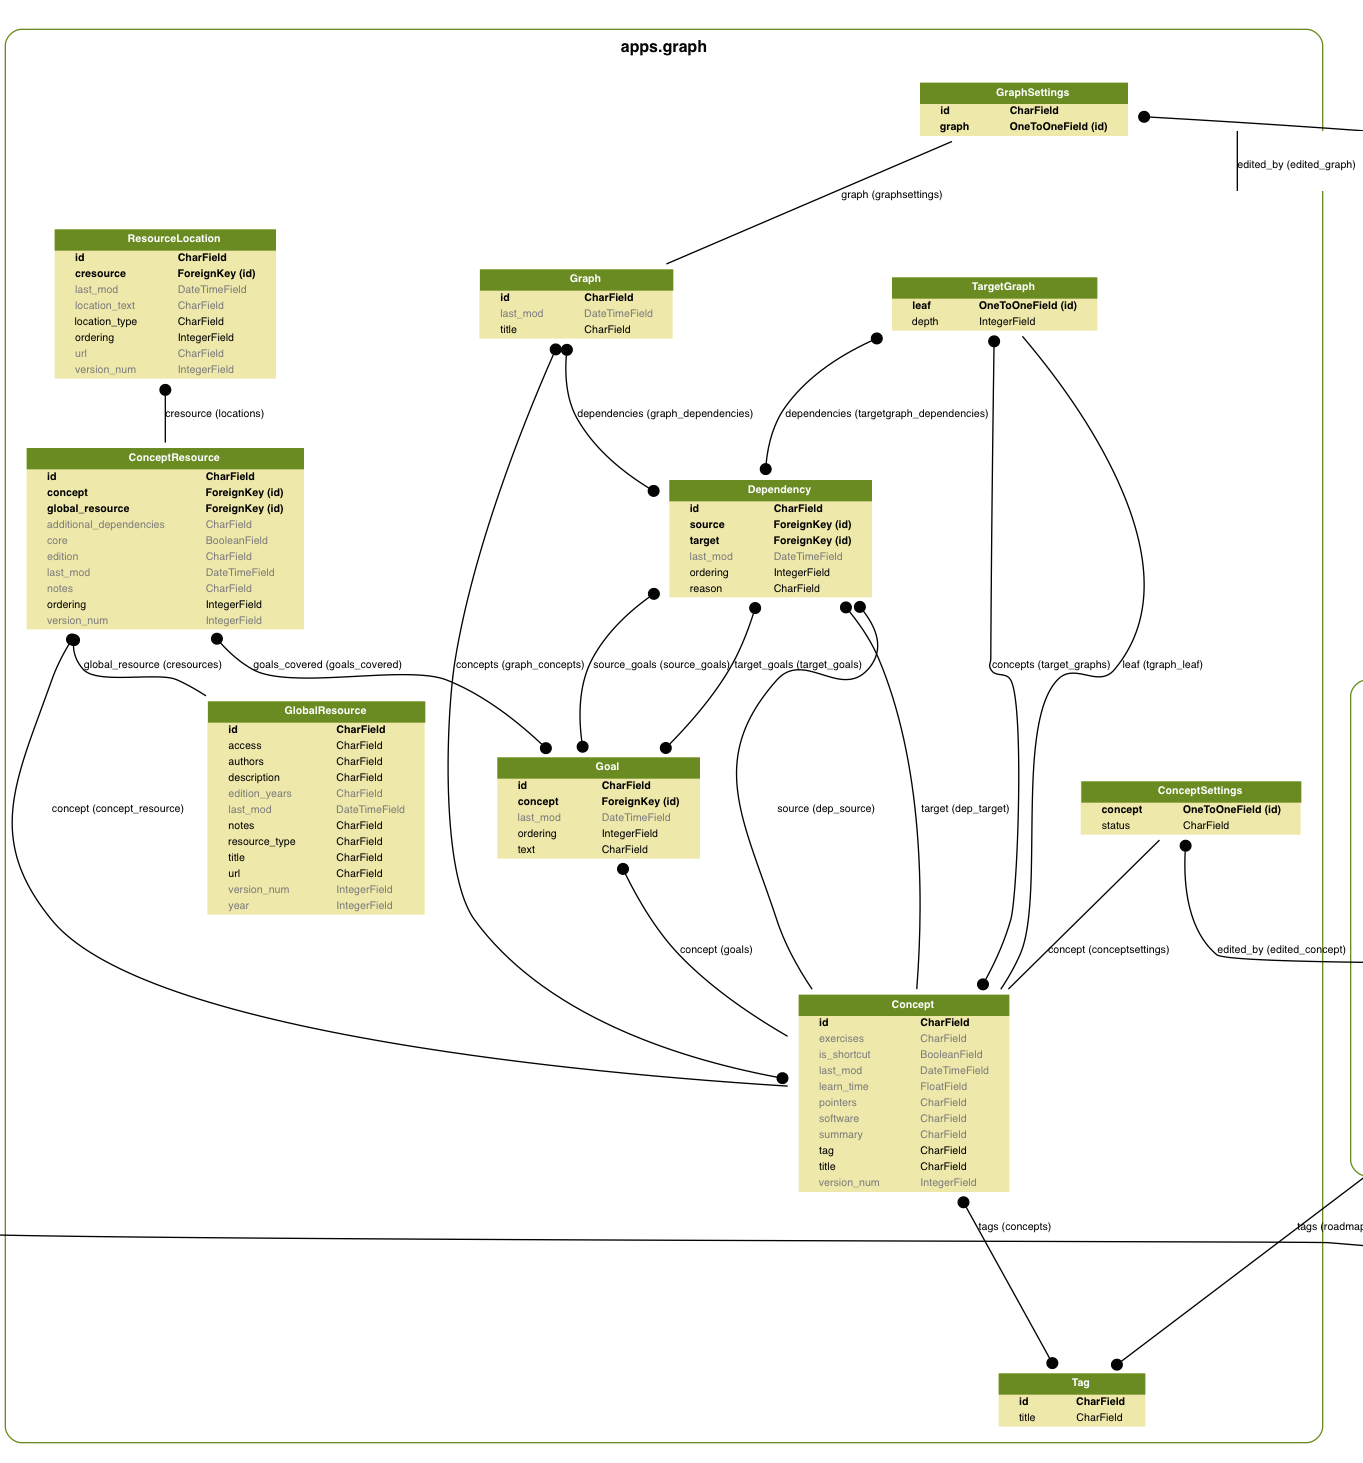 apps.graph
GraphSettings
id CharField
graph OneToOneField (id)
edited_by (edited_graph)
graph (graphsettings)
ResourceLocation
id CharField
cresource ForeignKey (id)
last_mod DateTimeField
location_text CharField
location_type CharField
ordering IntegerField
url CharField
version_num IntegerField
Graph
id CharField
last_mod DateTimeField
title CharField
TargetGraph
leaf OneToOneField (id)
depth IntegerField
cresource (locations)
dependencies (graph_dependencies)
dependencies (targetgraph_dependencies)
ConceptResource
id CharField
concept ForeignKey (id)
global_resource ForeignKey (id)
additional_dependencies CharField
core BooleanField
edition CharField
last_mod DateTimeField
notes CharField
ordering IntegerField
version_num IntegerField
Dependency
id CharField
source ForeignKey (id)
target ForeignKey (id)
last_mod DateTimeField
ordering IntegerField
reason CharField
global_resource (cresources)
goals_covered (goals_covered)
concepts (graph_concepts)
source_goals (source_goals)
target_goals (target_goals)
concepts (target_graphs)
leaf (tgraph_leaf)
GlobalResource
id CharField
access CharField
authors CharField
description CharField
edition_years CharField
last_mod DateTimeField
notes CharField
resource_type CharField
title CharField
url CharField
version_num IntegerField
year IntegerField
Goal
id CharField
concept ForeignKey (id)
last_mod DateTimeField
ordering IntegerField
text CharField
ConceptSettings
concept OneToOneField (id)
status CharField
concept (concept_resource)
source (dep_source)
target (dep_target)
concept (goals)
concept (conceptsettings)
edited_by (edited_concept)
Concept
id CharField
exercises CharField
is_shortcut BooleanField
last_mod DateTimeField
learn_time FloatField
pointers CharField
software CharField
summary CharField
tag CharField
title CharField
version_num IntegerField
tags (concepts)
tags (roadmap
Tag
id CharField
title CharField